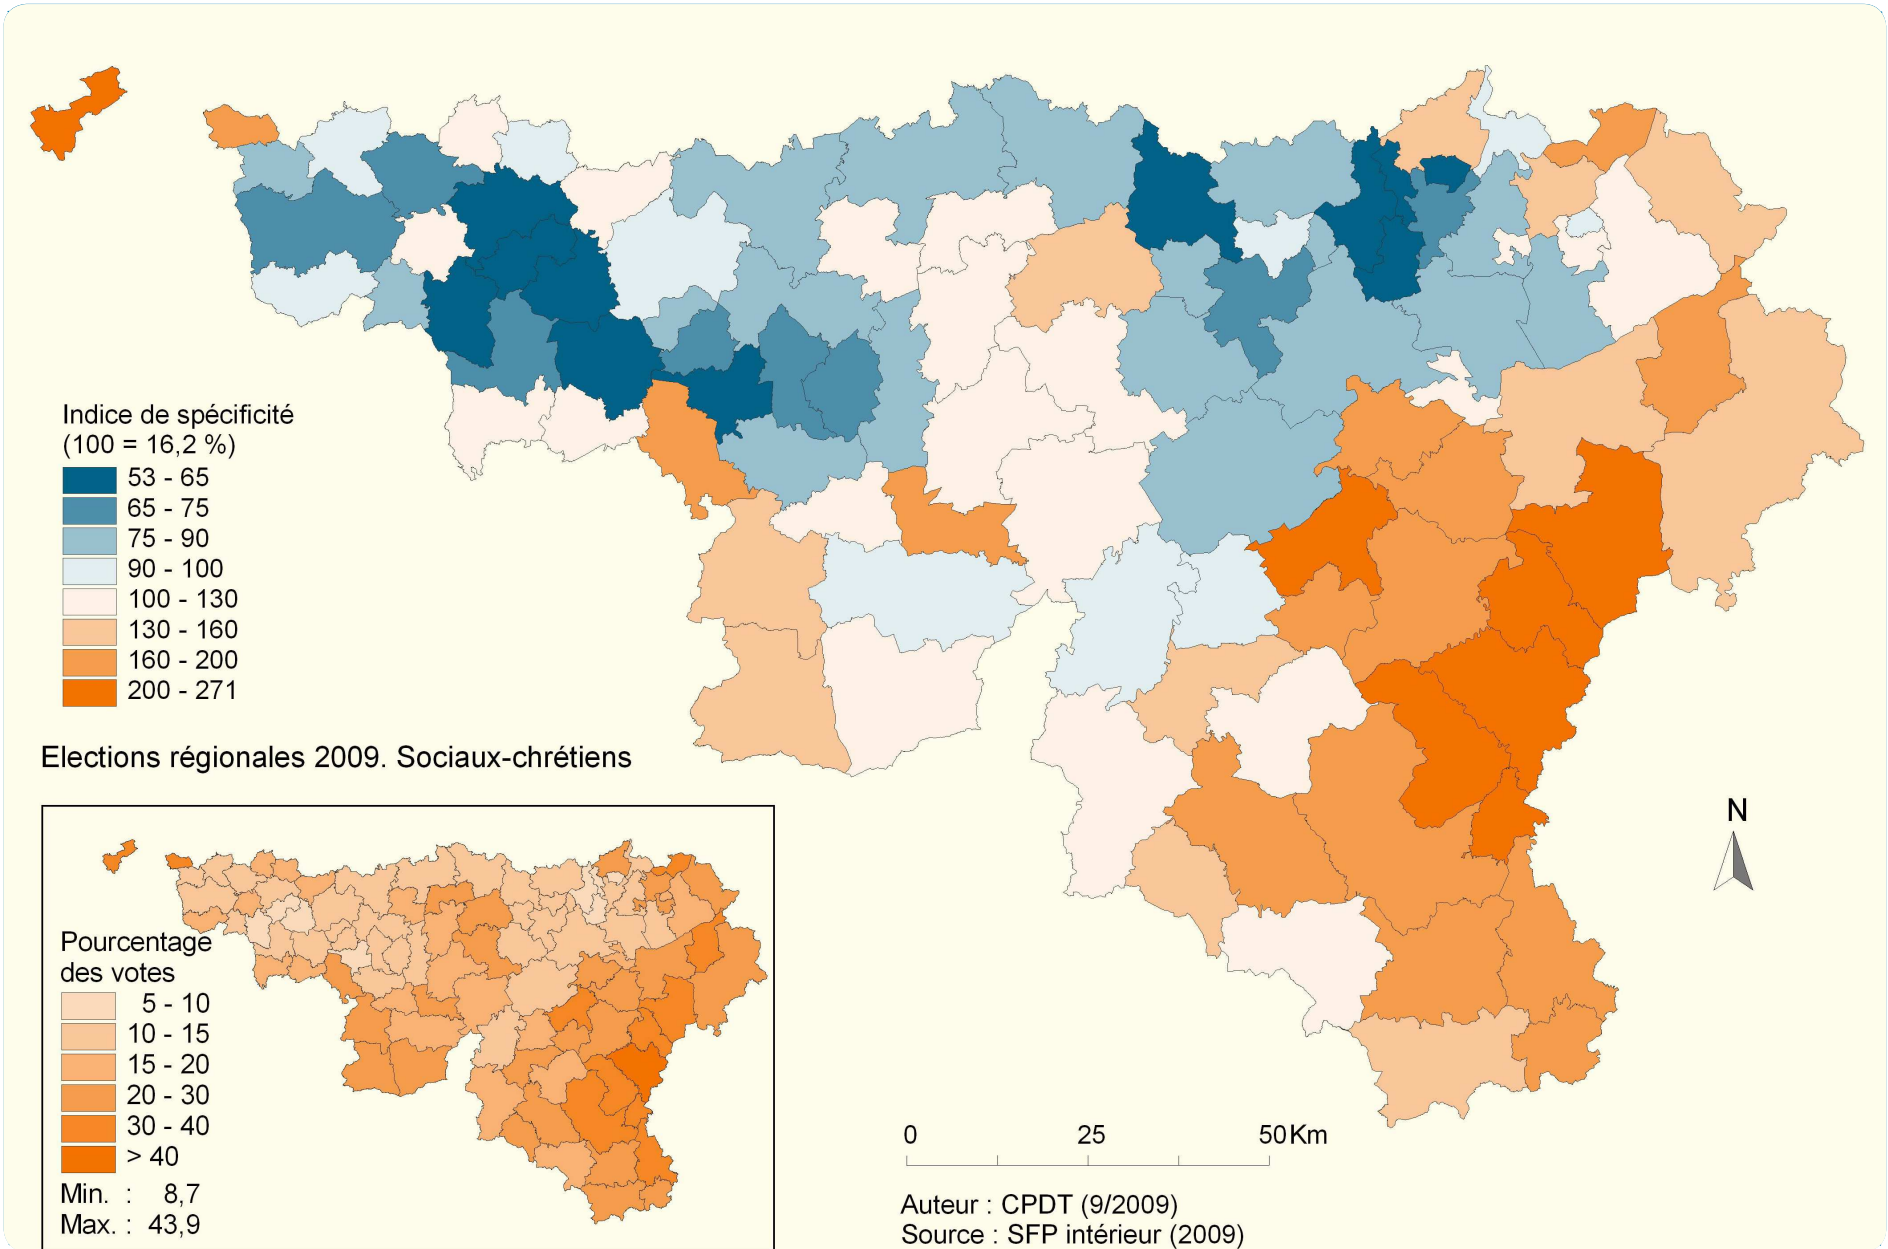 Indice de spécificité
(100 = 16,2 %)
53 - 65
65 - 75
75 - 90
90 - 100
100 - 130
130 - 160
160 - 200
200 - 271
Elections régionales 2009. Sociaux-chrétiens
Pourcentage
des votes
5 - 10
10 - 15
15 - 20
20 - 30
30 - 40
> 40
Min. : 8,7
Max. : 43,9
N
0 25 50Km
Auteur : CPDT (9/2009)
Source : SFP intérieur (2009)